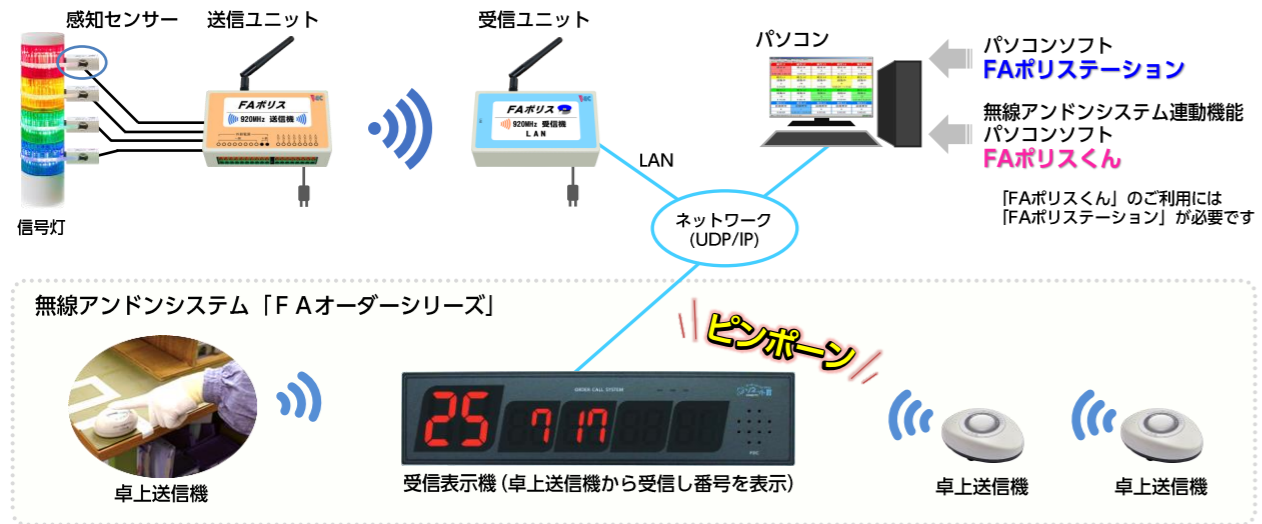 感知センサー
送信ユニット
受信ユニット
パソコン
パソコンソフト
FAポリステーション
無線アンドンシステム連動機能
パソコンソフト
FAポリスくん
「FAポリスくん」のご利用には
「FAポリステーション」が必要です
FAポリス
920MHz 送信機
FAポリス
920MHz 受信機
LAN
LAN
信号灯
ネットワーク
(UDP/IP)
無線アンドンシステム「FAオーダーシリーズ」
ピンポーン
ORDER CALL SYSTEM
25 7 17
受信表示機(卓上送信機から受信し番号を表示)
卓上送信機
卓上送信機
卓上送信機